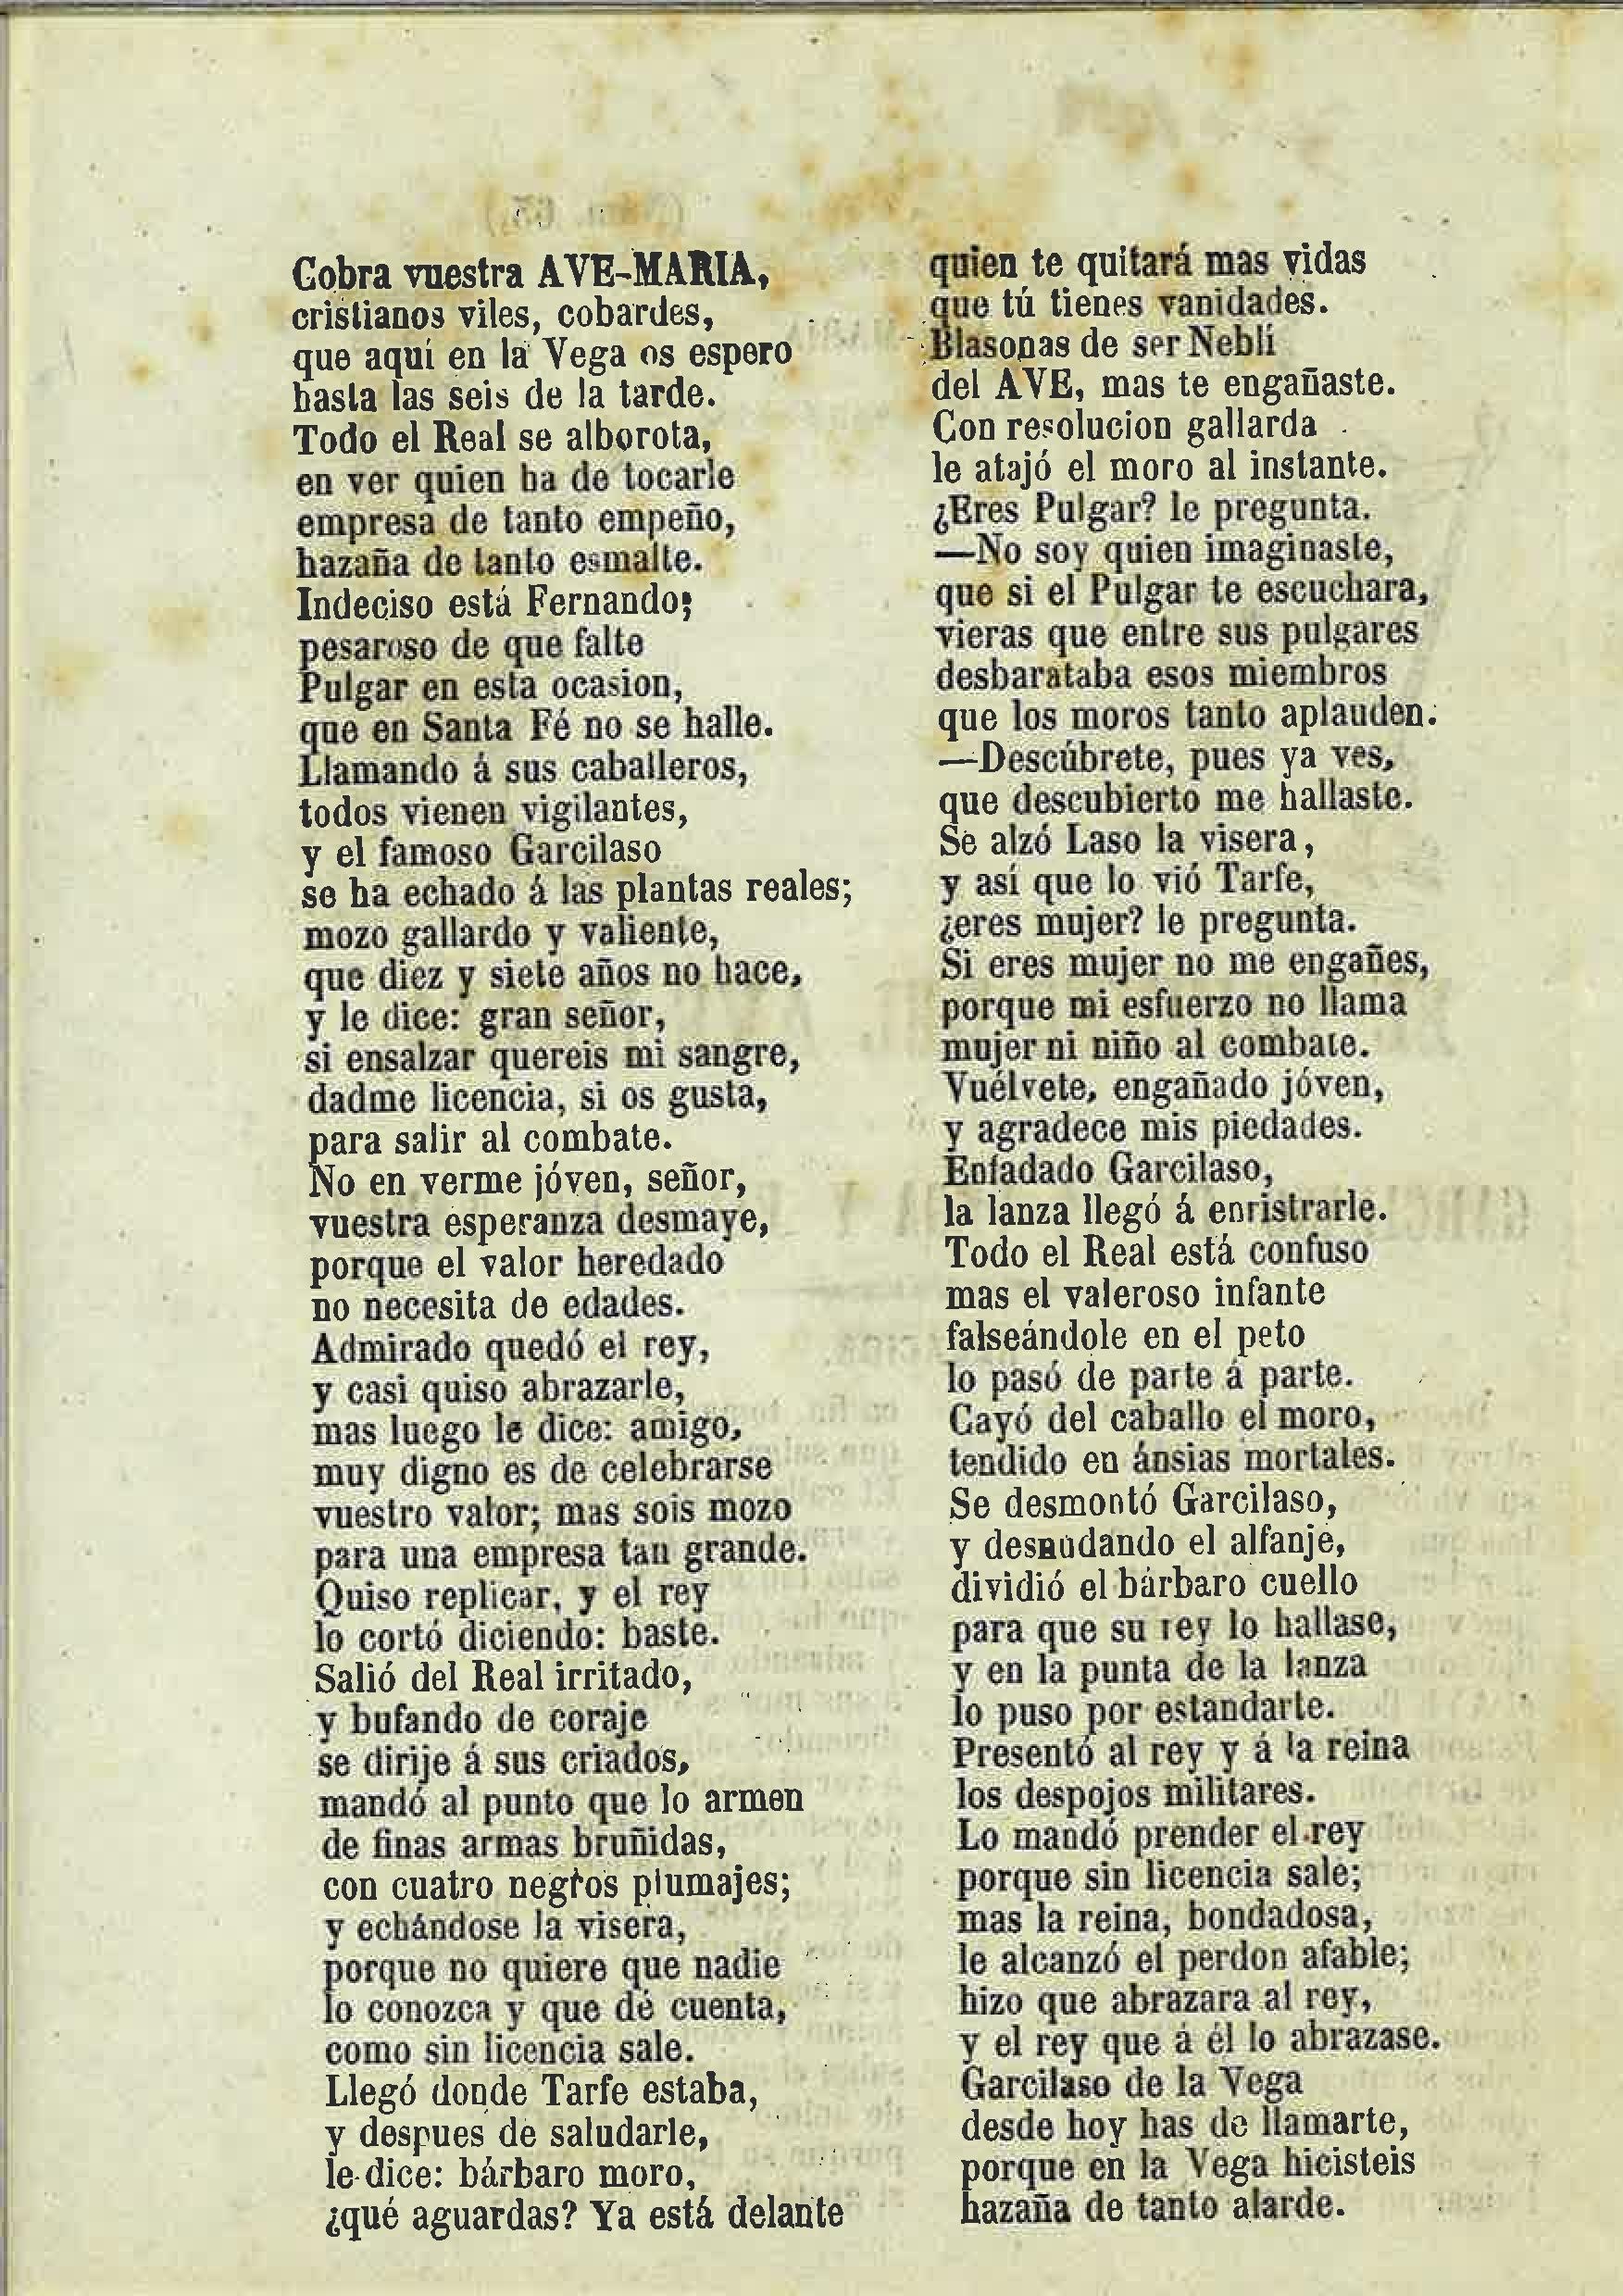 Cobra vuestra AVE-MARIA,
cristianos viles, cobardes,
que aquí en la Vega os espero
hasta las seis de la tarde.
Todo el Real se alborota,
en ver quien ha de tocarle
empresa de tanto empeño,
hazaña de tanto esmalte.
Indeciso está Fernando;
pesaroso de que falte
Pulgar en esta ocasion,
que en Santa Fé no se halle.
Llamando á sus caballeros,
todos vienen vigilantes,
y el famoso Garcilaso
se ha echado á las plantas reales;
mozo gallardo y valiente,
que diez y siete años no hace,
y le dice: gran señor,
si ensalzar quereis mi sangre,
dadme licencia, si os gusta,
para salir al combate.
No en verme jóven, señor,
vuestra esperanza desmaye,
porque el valor heredado
no necesita de edades.
Admirado quedó el rey,
y casi quiso abrazarle,
mas luego le dice: amigo,
muy digno es de celebrarse
vuestro valor; mas sois mozo
para una empresa tan grande.
Quiso replicar, y el rey
lo cortó diciendo: baste.
Salió del Real irritado,
y bufando de coraje
se dirije á sus criados,
mandó al punto que lo armen
de finas armas bruñidas,
con cuatro negros plumajes;
y echándose la visera,
porque no quiere que nadie
lo conozca y que dé cuenta,
como sin licencia sale.
Llegó donde Tarfe estaba,
y despues de saludarle,
le dice: bárbaro moro,
¿qué aguardas? Ya está delante
quien te quitará mas vidas
que tú tienes vanidades.
Blasonas de ser Neblí
del AVE, mas te engañaste.
Con resolucion gallarda
le atajó el moro al instante.
¿Eres Pulgar? le pregunta.
—No soy quien imaginaste,
que si el Pulgar te escuchara,
vieras que entre sus pulgares
desbarataba esos miembros
que los moros tanto aplauden.
—Descúbrete, pues ya ves,
que descubierto me hallaste.
Se alzó Laso la visera,
y así que lo vió Tarfe,
¿eres mujer? le pregunta.
Si eres mujer no me engañes,
porque mi esfuerzo no llama
mujer ni niño al combate.
Vuélvete, engañado jóven,
y agradece mis piedades.
Enfadado Garcilaso,
la lanza llegó á enristrarle.
Todo el Real está confuso
mas el valeroso infante
falseándole en el peto
lo pasó de parte á parte.
Cayó del caballo el moro,
tendido en ánsias mortales.
Se desmontó Garcilaso,
y desnudando el alfanje,
dividió el bárbaro cuello
para que su rey lo hallase,
y en la punta de la lanza
lo puso por estandarte.
Presentó al rey y á la reina
los despojos militares.
Lo mandó prender el rey
porque sin licencia sale;
mas la reina, bondadosa,
le alcanzó el perdon afable;
hizo que abrazara al rey,
y el rey que á él lo abrazase.
Garcilaso de la Vega
desde hoy has de llamarte,
porque en la Vega hicisteis
hazaña de tanto alarde.